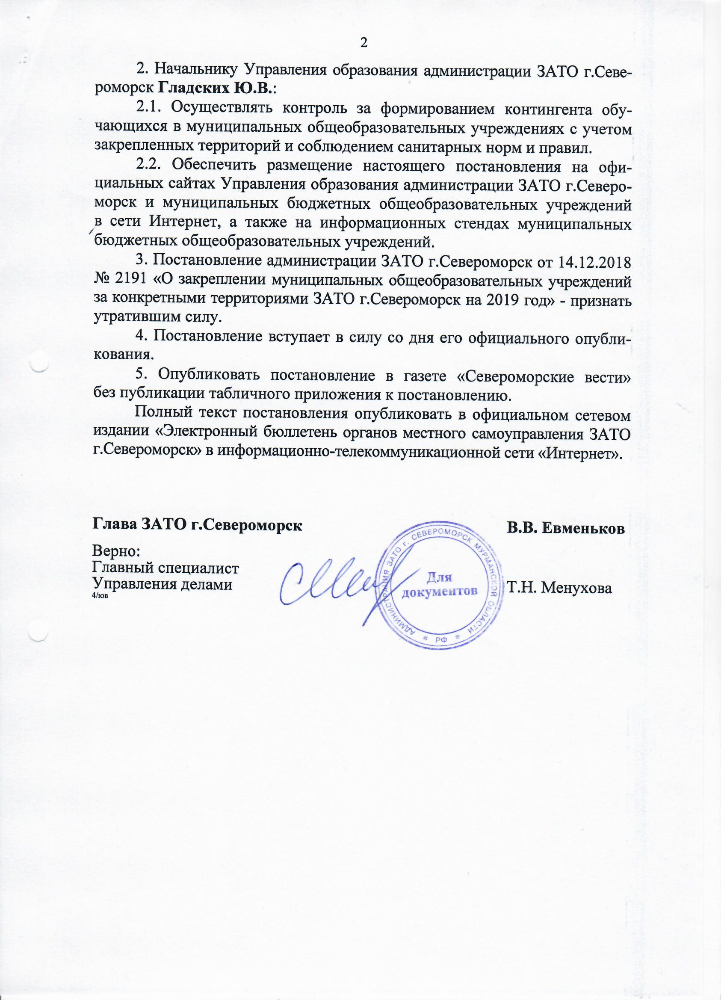 2
2. Начальнику Управления образования администрации ЗАТО г.Севе-
роморск Гладских Ю.В.:
2.1. Осуществлять контроль за формированием контингента обу-
чающихся в муниципальных общеобразовательных учреждениях с учетом
закрепленных территорий и соблюдением санитарных норм и правил.
2.2. Обеспечить размещение настоящего постановления на офи-
циальных сайтах Управления образования администрации ЗАТО г.Северо-
морск и муниципальных бюджетных общеобразовательных учреждений
в сети Интернет, а также на информационных стендах муниципальных
бюджетных общеобразовательных учреждений.
3. Постановление администрации ЗАТО г.Североморск от 14.12.2018
№ 2191 «О закреплении муниципальных общеобразовательных учреждений
за конкретными территориями ЗАТО г.Североморск на 2019 год» - признать
утратившим силу.
4. Постановление вступает в силу со дня его официального опубли-
кования.
5. Опубликовать постановление в газете «Североморские вести»
без публикации табличного приложения к постановлению.
Полный текст постановления опубликовать в официальном сетевом
издании «Электронный бюллетень органов местного самоуправления ЗАТО
г.Североморск» в информационно-телекоммуникационной сети «Интернет».
Глава ЗАТО г.Североморск В.В. Евменьков
Верно:
Главный специалист
Управления делами Т.Н. Менухова
4/юв
АДМИНИСТРАЦИЯ ЗАТО г. СЕВЕРОМОРСК МУРМАНСКОЙ ОБЛАСТИ
* РФ *
Для
документов